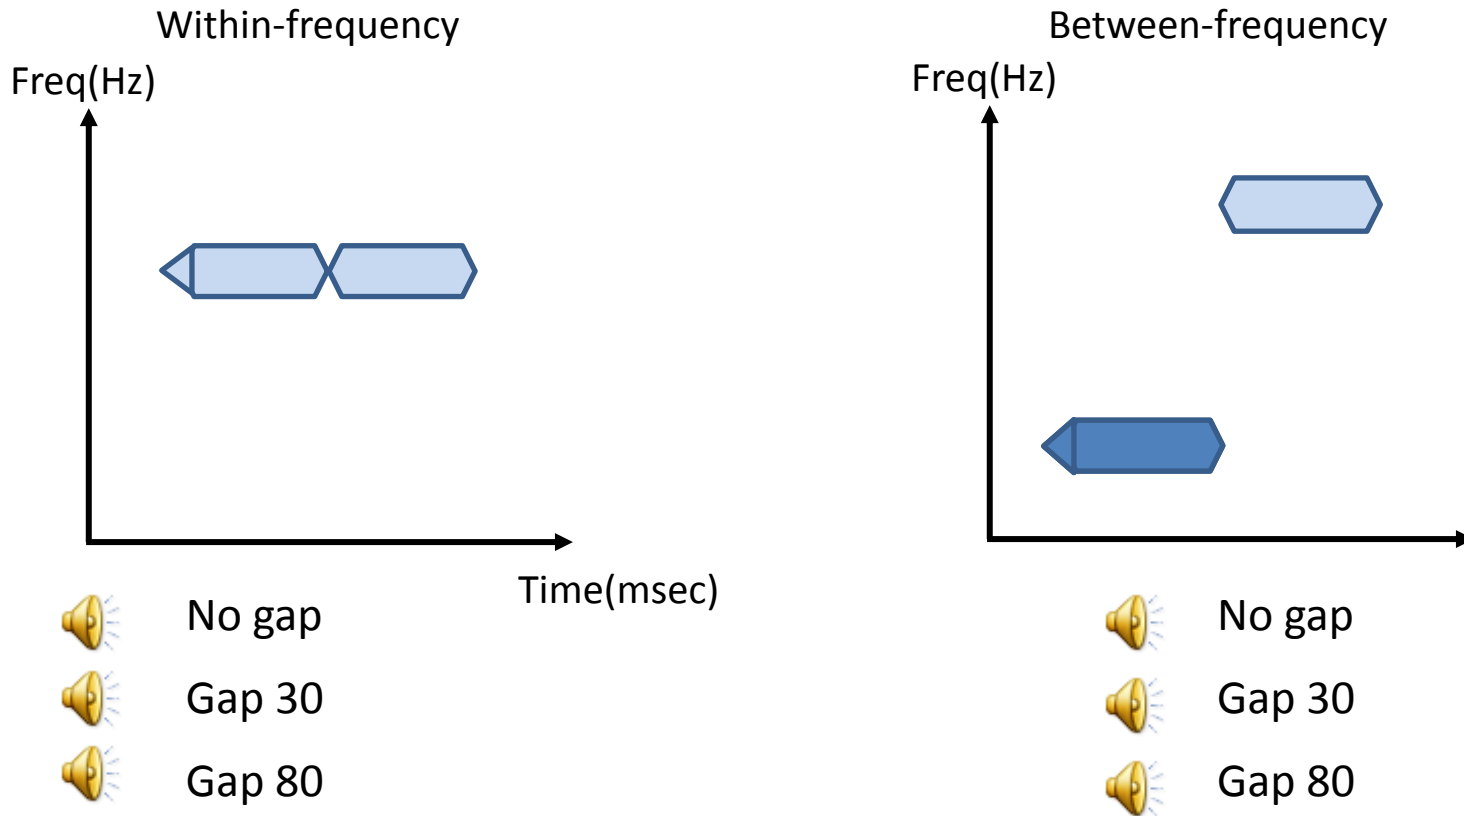 Within-frequency
Freq(Hz)
Time(msec)
No gap
Gap 30
Gap 80
Between-frequency
Freq(Hz)
No gap
Gap 30
Gap 80